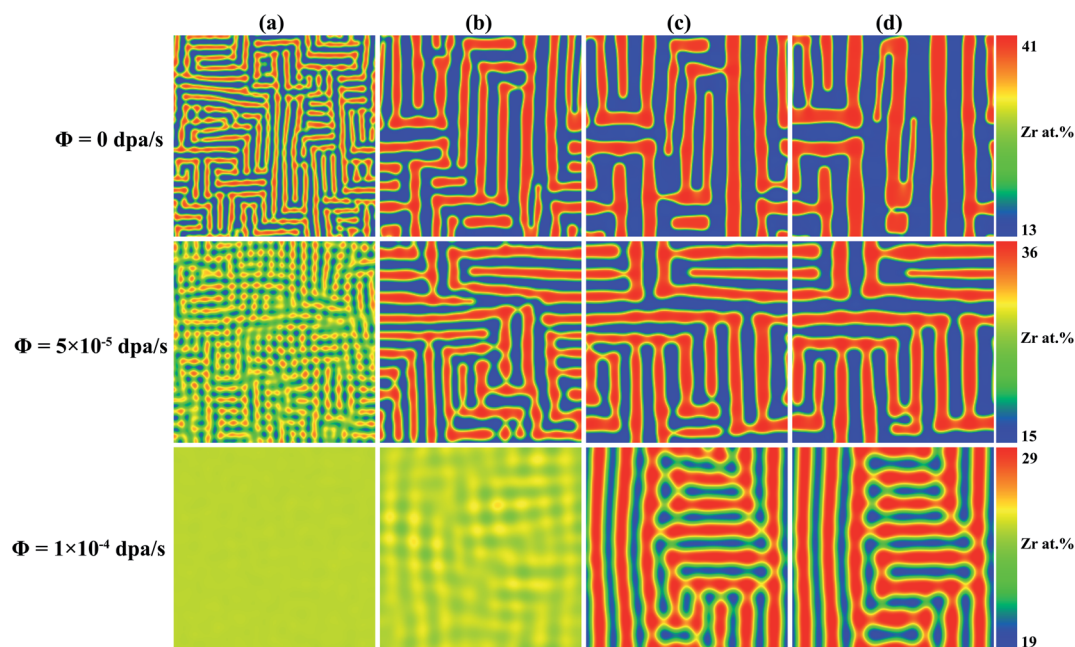 (a) (b) (c) (d)
41
Φ = 0 dpa/s
Zr at.%
13
36
Φ = 5×10⁻⁵ dpa/s
Zr at.%
15
29
Φ = 1×10⁻⁴ dpa/s
Zr at.%
19